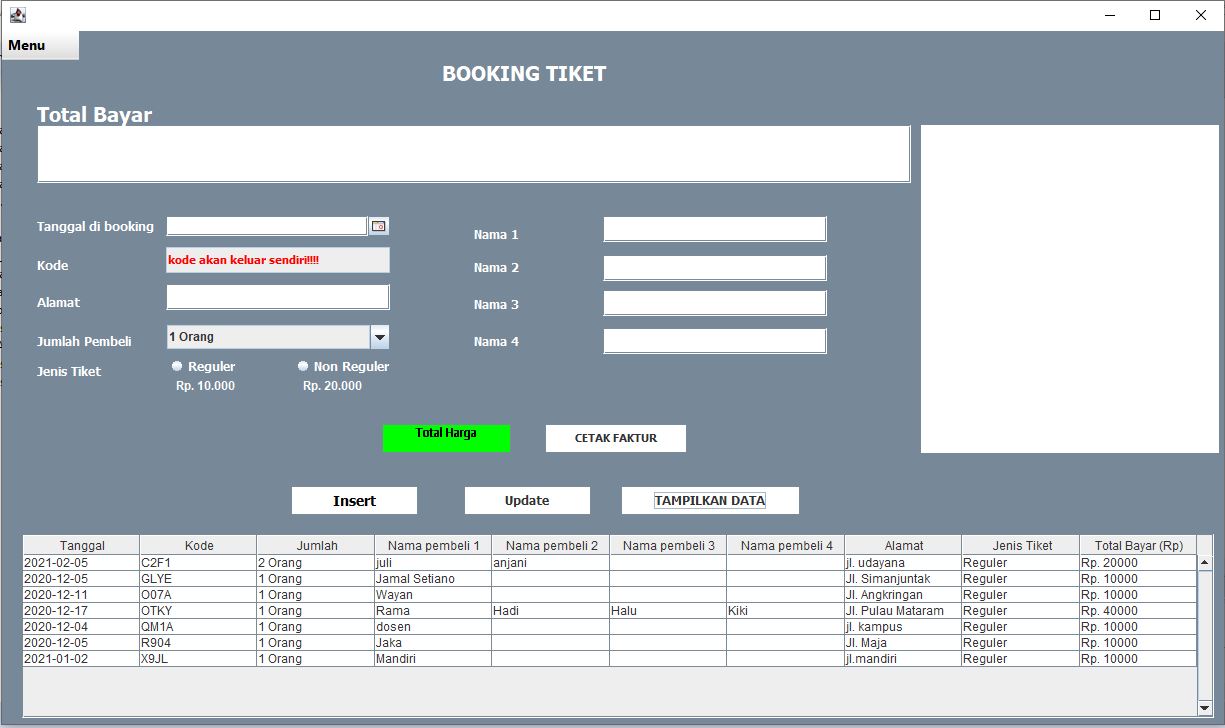 Menu
BOOKING TIKET
Total Bayar
Tanggal di booking
Kode kode akan keluar sendiri!!!!
Alamat
Jumlah Pembeli 1 Orang
Jenis Tiket Reguler Non Reguler
Rp. 10.000 Rp. 20.000
Nama 1
Nama 2
Nama 3
Nama 4
Total Harga CETAK FAKTUR
Insert Update TAMPILKAN DATA
Tanggal Kode Jumlah Nama pembeli 1 Nama pembeli 2 Nama pembeli 3 Nama pembeli 4 Alamat Jenis Tiket Total Bayar (Rp)
2021-02-05 C2F1 2 Orang juli anjani jl. udayana Reguler Rp. 20000
2020-12-05 GLYE 1 Orang Jamal Setiano Jl. Simanjuntak Reguler Rp. 10000
2020-12-11 O07A 1 Orang Wayan Jl. Angkringan Reguler Rp. 10000
2020-12-17 OTKY 1 Orang Rama Hadi Halu Kiki Jl. Pulau Mataram Reguler Rp. 40000
2020-12-04 QM1A 1 Orang dosen jl. kampus Reguler Rp. 10000
2020-12-05 R904 1 Orang Jaka Jl. Maja Reguler Rp. 10000
2021-01-02 X9JL 1 Orang Mandiri jl.mandiri Reguler Rp. 10000